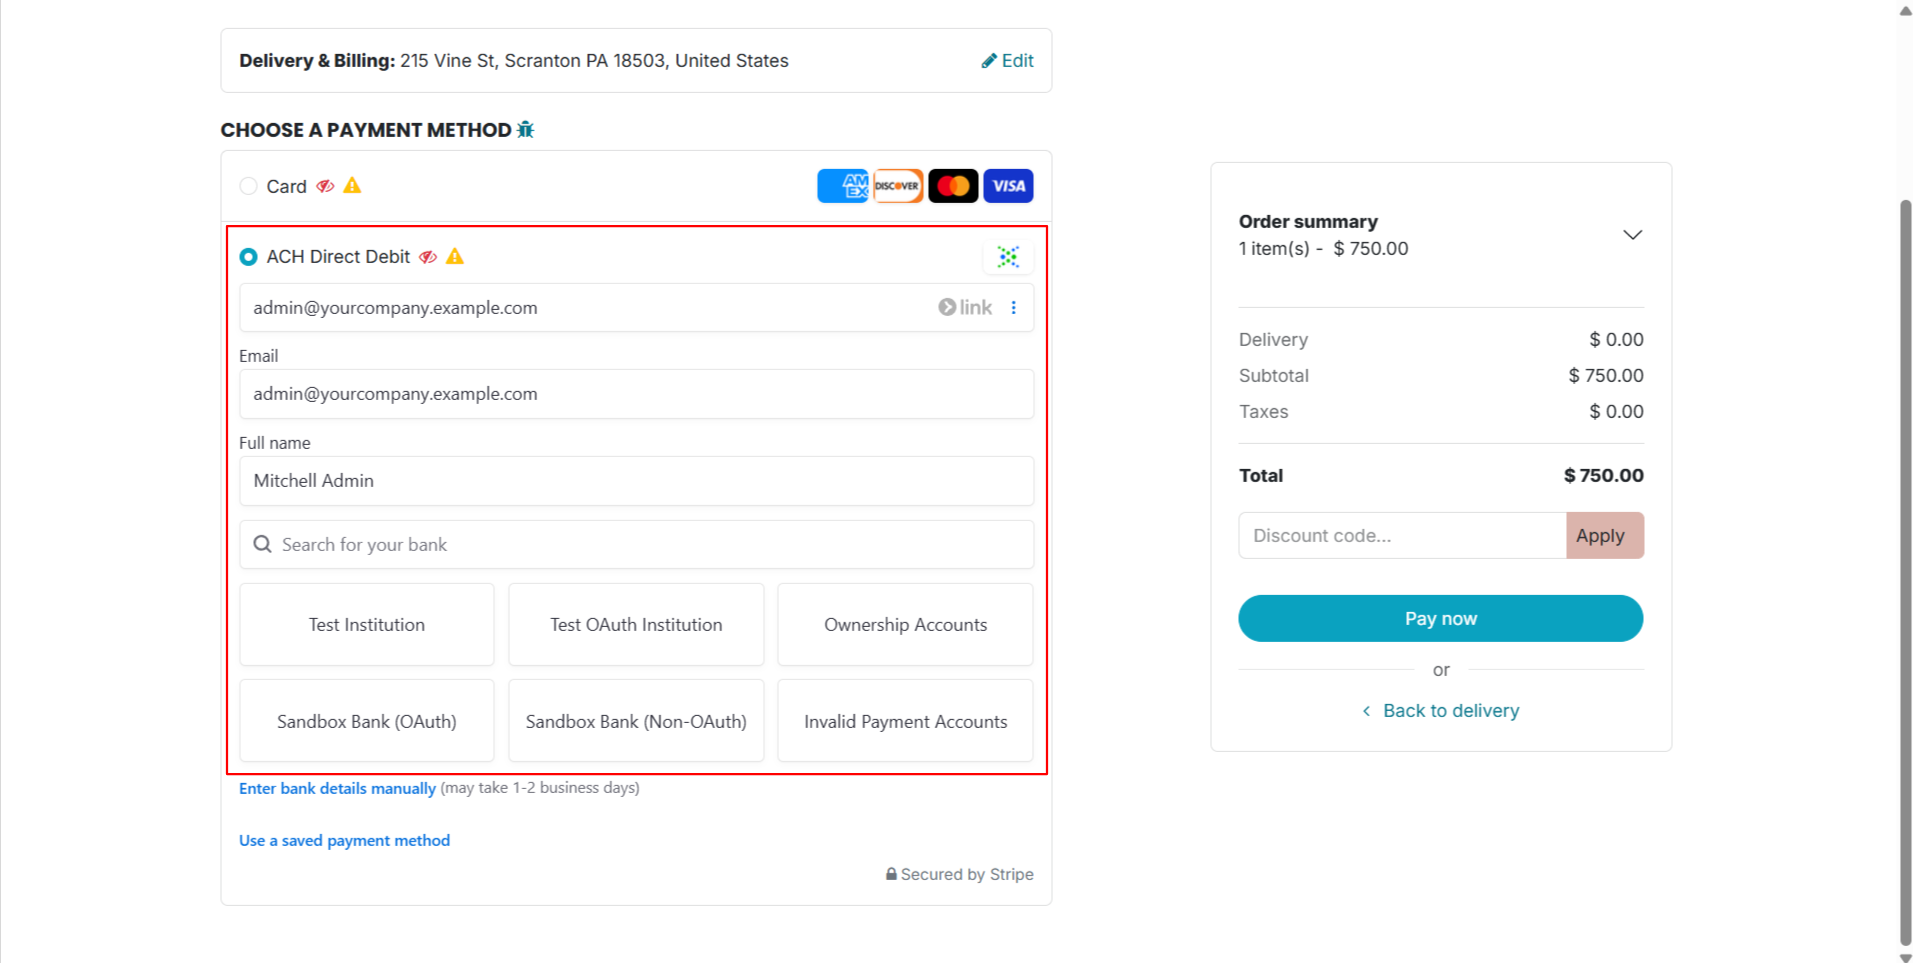 Delivery & Billing: 215 Vine St, Scranton PA 18503, United States
Edit
CHOOSE A PAYMENT METHOD
Card
AM EX
DISCOVER
VISA
ACH Direct Debit
admin@yourcompany.example.com
link
Email
admin@yourcompany.example.com
Full name
Mitchell Admin
Search for your bank
Test Institution
Test OAuth Institution
Ownership Accounts
Sandbox Bank (OAuth)
Sandbox Bank (Non-OAuth)
Invalid Payment Accounts
Enter bank details manually (may take 1-2 business days)
Use a saved payment method
Secured by Stripe
Order summary
1 item(s) - $ 750.00
Delivery $ 0.00
Subtotal $ 750.00
Taxes $ 0.00
Total $ 750.00
Discount code... Apply
Pay now
or
Back to delivery